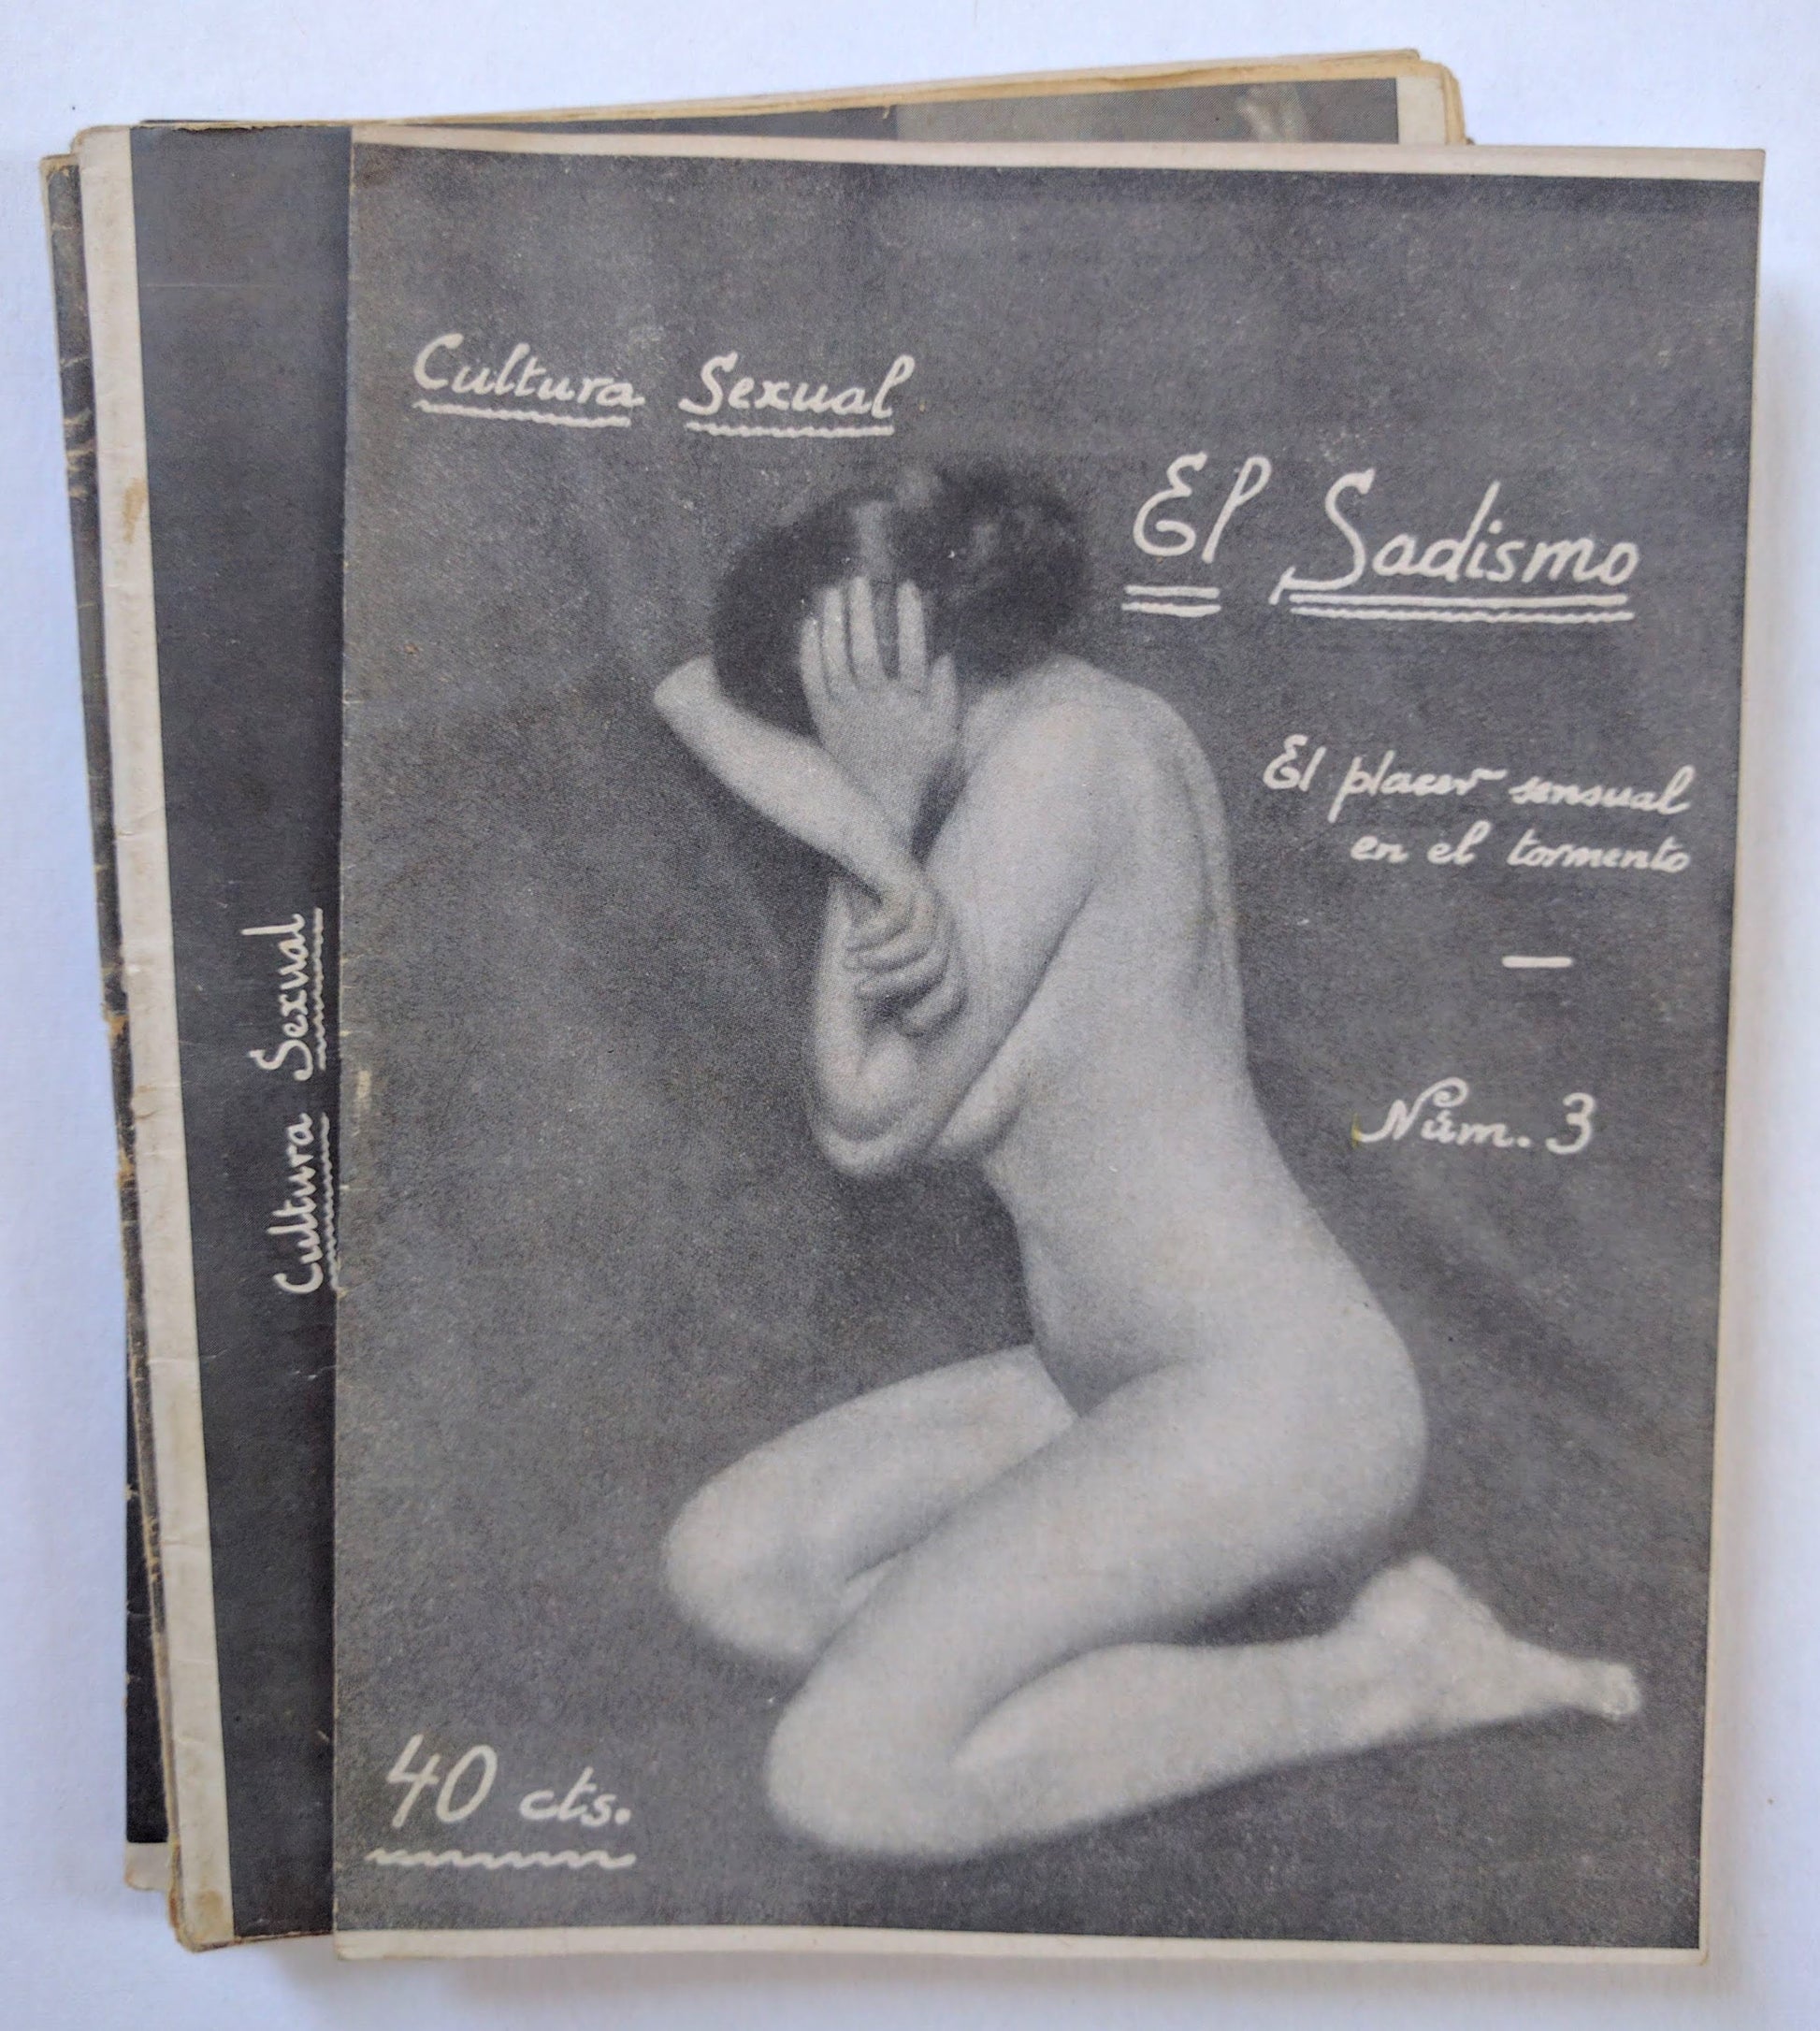 Cultura Sexual
El Sadismo
El placer sensual
en el tormento
—
Núm. 3
40 cts.
Cultura Sexual